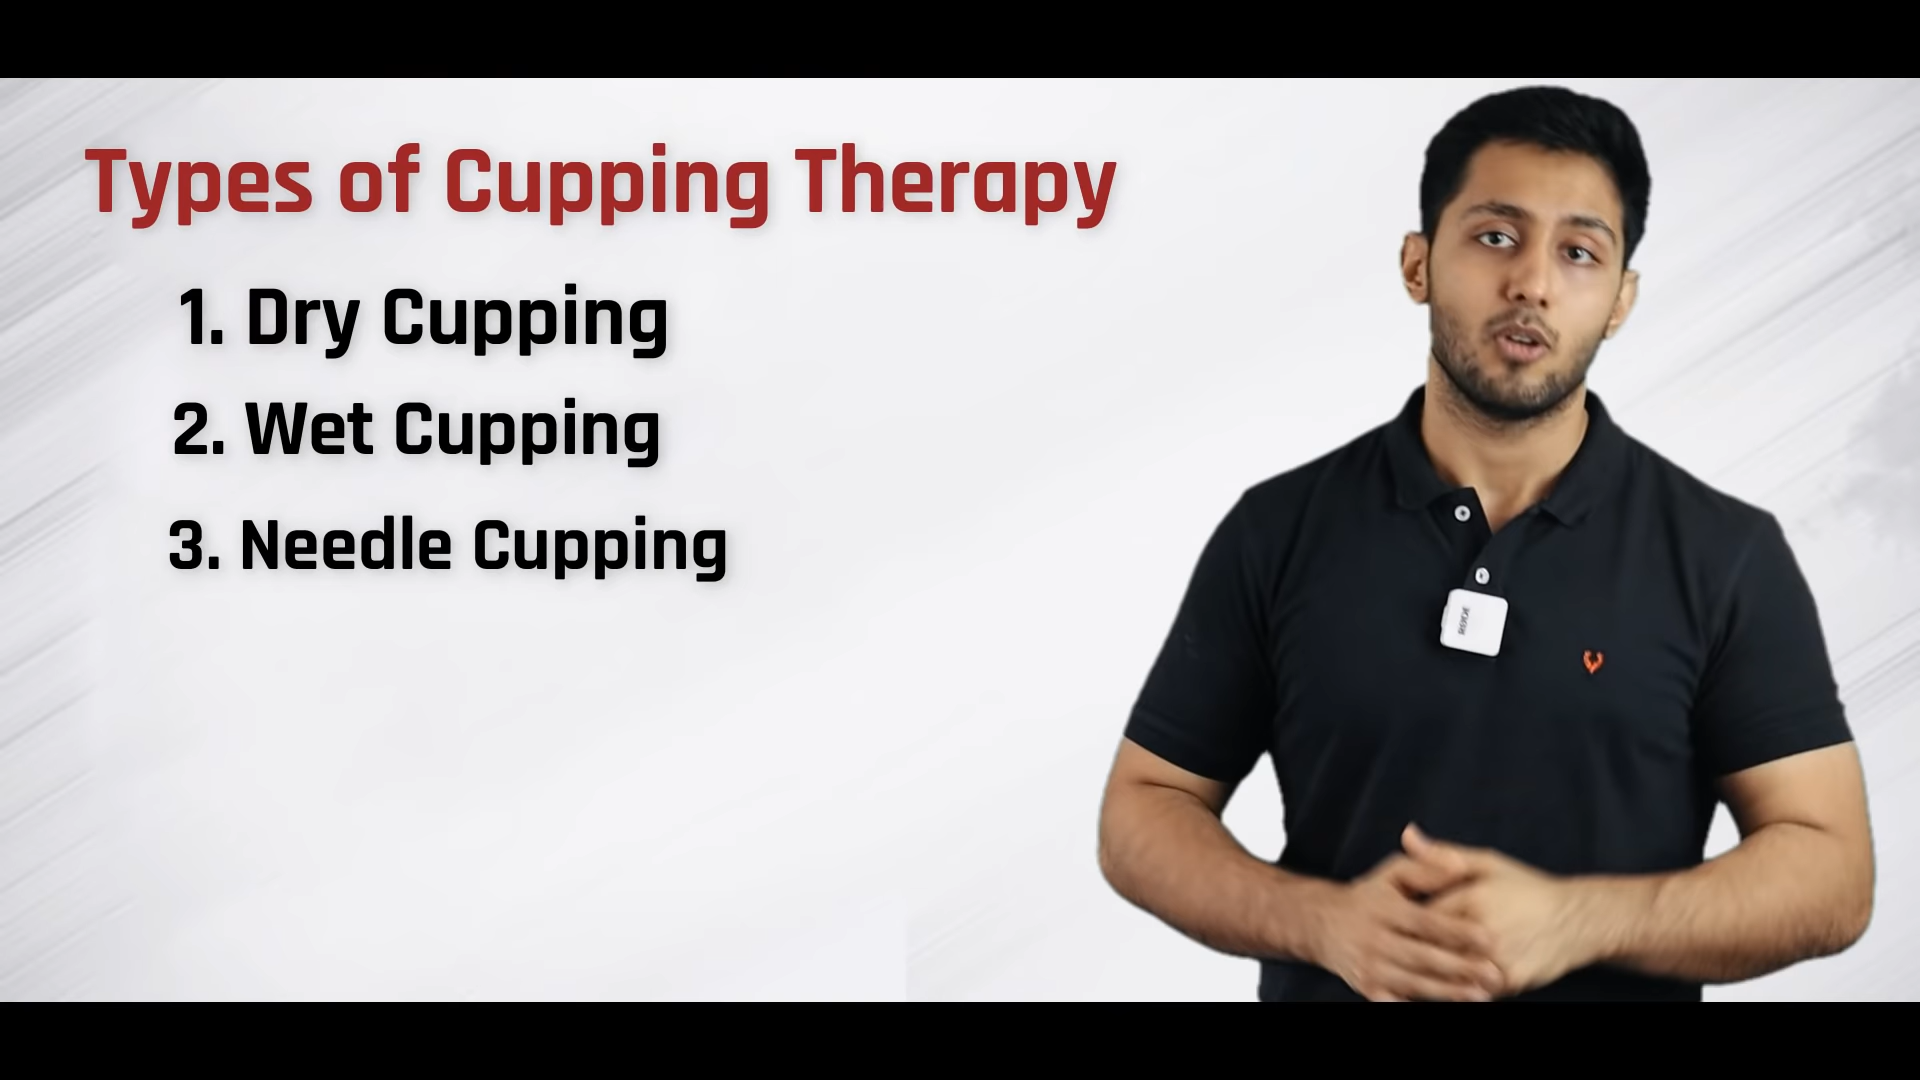 Types of Cupping Therapy
1. Dry Cupping
2. Wet Cupping
3. Needle Cupping